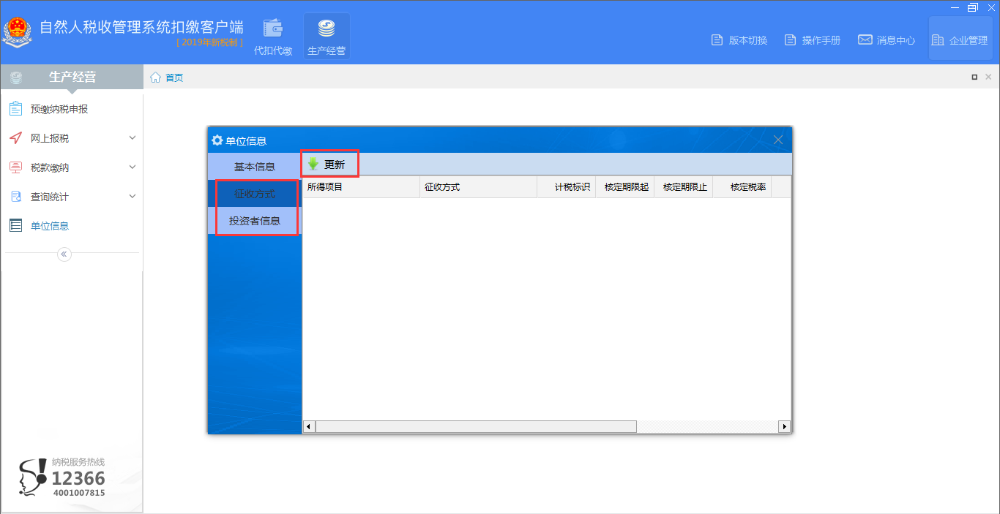 自然人税收管理系统扣缴客户端
[ 2019年新税制 ]
代扣代缴
生产经营
版本切换
操作手册
消息中心
企业管理
生产经营
首页
预缴纳税申报
网上报税
税款缴纳
查询统计
单位信息
单位信息
基本信息
征收方式
投资者信息
更新
所得项目 征收方式 计税标识 核定期限起 核定期限止 核定税率
纳税服务热线
12366
4001007815